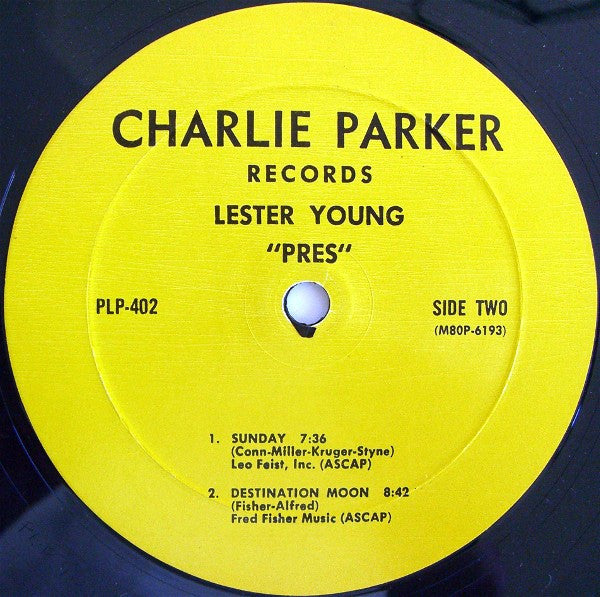 CHARLIE PARKER
RECORDS
LESTER YOUNG
"PRES"
PLP-402
SIDE TWO
(M80P-6193)
1. SUNDAY 7:36
(Conn-Miller-Kruger-Styne)
Leo Feist, Inc. (ASCAP)
2. DESTINATION MOON 8:42
(Fisher-Alfred)
Fred Fisher Music (ASCAP)